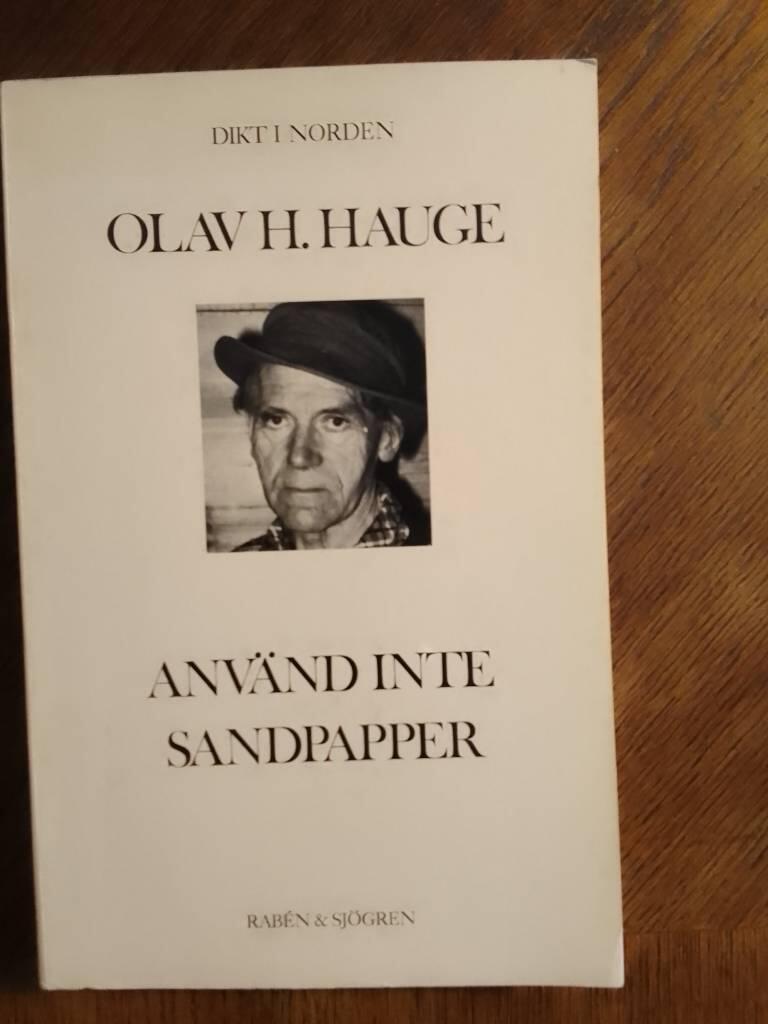 DIKT I NORDEN
OLAV H. HAUGE
ANVÄND INTE
SANDPAPPER
RABÉN & SJÖGREN